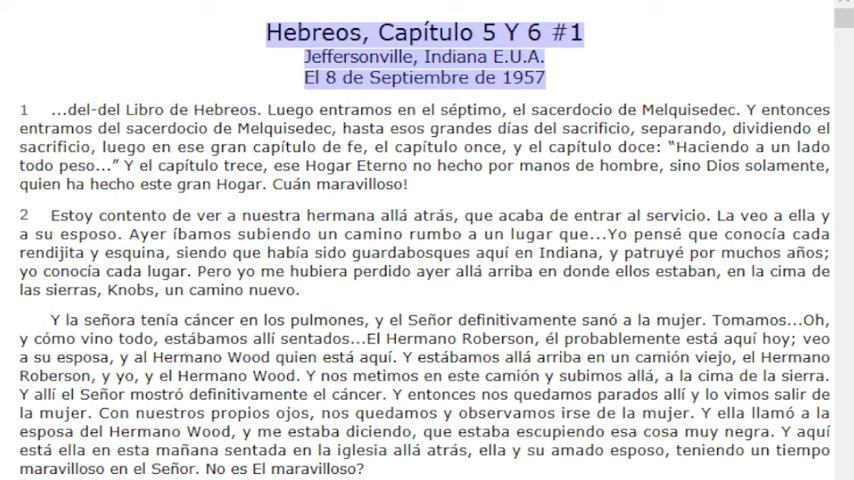 Hebreos, Capítulo 5 Y 6 #1
Jeffersonville, Indiana E.U.A.
El 8 de Septiembre de 1957
1 ...del-del Libro de Hebreos. Luego entramos en el séptimo, el sacerdocio de Melquisedec. Y entonces
entramos del sacerdocio de Melquisedec, hasta esos grandes días del sacrificio, separando, dividiendo el
sacrificio, luego en ese gran capítulo de fe, el capítulo once, y el capítulo doce: “Haciendo a un lado
todo peso...” Y el capítulo trece, ese Hogar Eterno no hecho por manos de hombre, sino Dios solamente,
quien ha hecho este gran Hogar. Cuán maravilloso!
2 Estoy contento de ver a nuestra hermana allá atrás, que acaba de entrar al servicio. La veo a ella y
a su esposo. Ayer íbamos subiendo un camino rumbo a un lugar que...Yo pensé que conocía cada
rendijita y esquina, siendo que había sido guardabosques aquí en Indiana, y patruyé por muchos años;
yo conocía cada lugar. Pero yo me hubiera perdido ayer allá arriba en donde ellos estaban, en la cima de
las sierras, Knobs, un camino nuevo.
Y la señora tenía cáncer en los pulmones, y el Señor definitivamente sanó a la mujer. Tomamos...Oh,
y cómo vino todo, estábamos allí sentados...El Hermano Roberson, él probablemente está aquí hoy; veo
a su esposa, y al Hermano Wood quien está aquí. Y estábamos allá arriba en un camión viejo, el Hermano
Roberson, y yo, y el Hermano Wood. Y nos metimos en este camión y subimos allá, a la cima de la sierra.
Y allí el Señor mostró definitivamente el cáncer. Y entonces nos quedamos parados allí y lo vimos salir de
la mujer. Con nuestros propios ojos, nos quedamos y observamos irse de la mujer. Y ella llamó a la
esposa del Hermano Wood, y me estaba diciendo, que estaba escupiendo esa cosa muy negra. Y aquí
está ella en esta mañana sentada en la iglesia allá atrás, ella y su amado esposo, teniendo un tiempo
maravilloso en el Señor. No es El maravilloso?